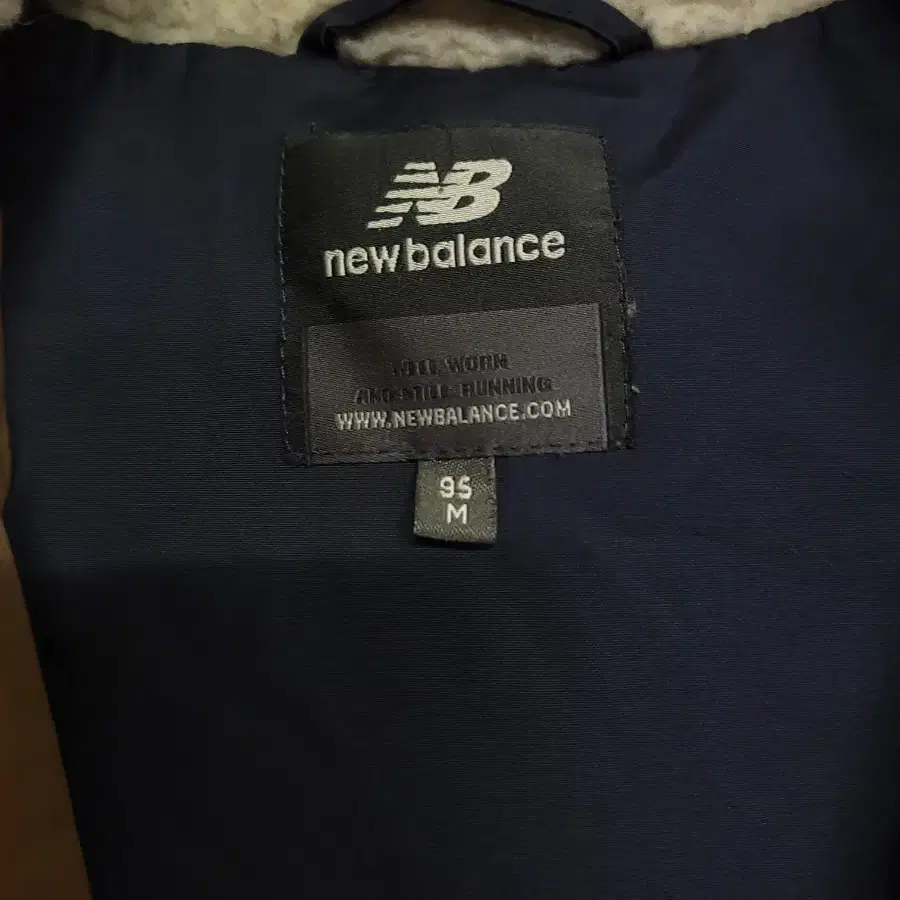 NB
new balance
WELL WORN
AND STILL RUNNING
WWW.NEWBALANCE.COM
95
M